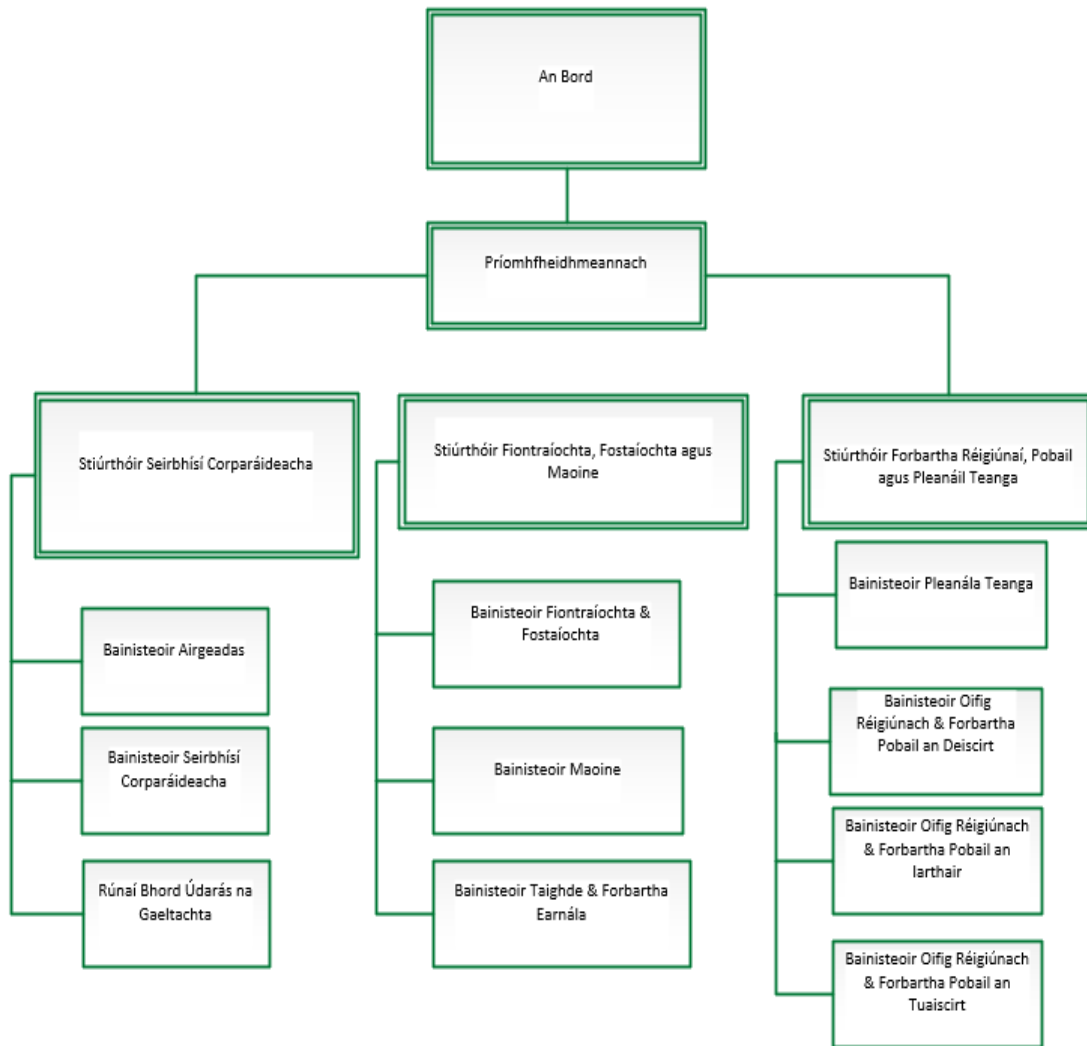 An Bord
Príomhfheidhmeannach
Stiúrthóir Seirbhísí Corparáideacha
Bainisteoir Airgeadas
Bainisteoir Seirbhísí
Corparáideacha
Rúnaí Bhord Údarás na
Gaeltachta
Stiúrthóir Fiontraíochta, Fostaíochta agus
Maoine
Bainisteoir Fiontraíochta &
Fostaíochta
Bainisteoir Maoine
Bainisteoir Taighde & Forbartha
Earnála
Stiúrthóir Forbartha Réigiúnaí, Pobail
agus Pleanáil Teanga
Bainisteoir Pleanála Teanga
Bainisteoir Oifig
Réigiúnach & Forbartha
Pobail an Deiscirt
Bainisteoir Oifig Réigiúnach
& Forbartha Pobail an
Iarthair
Bainisteoir Oifig Réigiúnach
& Forbartha Pobail an
Tuaiscirt